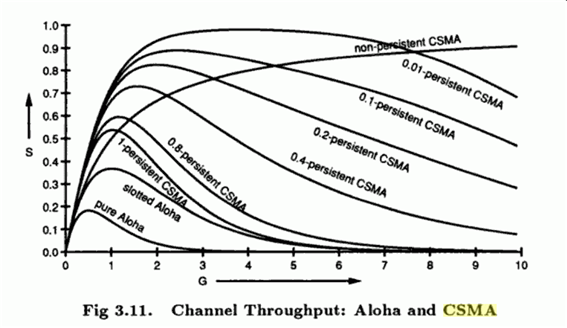 1.0
0.9
0.8
0.7
0.6
0.5
0.4
0.3
0.2
0.1
0.0
S
non-persistent CSMA
0.01-persistent CSMA
0.1-persistent CSMA
0.2-persistent CSMA
0.4-persistent CSMA
0.8-persistent CSMA
1-persistent CSMA
slotted Aloha
pure Aloha
0 1 2 3 4 5 6 7 8 9 10
G
Fig 3.11. Channel Throughput: Aloha and CSMA